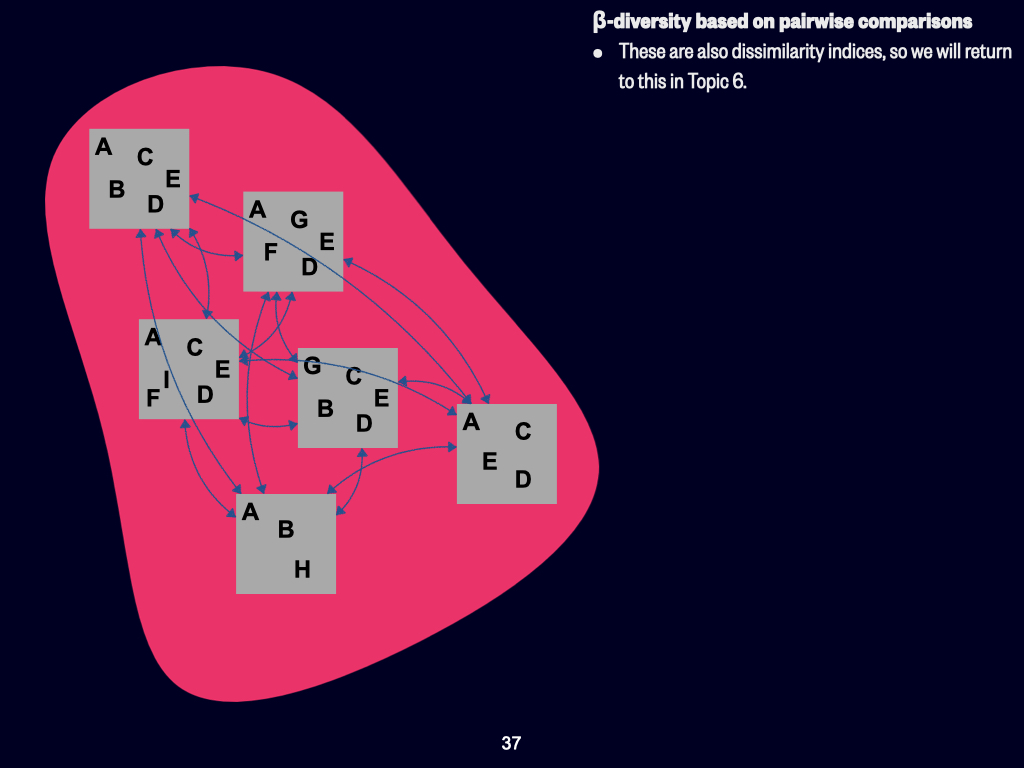 β-diversity based on pairwise comparisons
● These are also dissimilarity indices, so we will return
to this in Topic 6.
A
C
E
B
D
A
G
E
F
D
A
C
E
I
D
F
G
C
E
B
D
A
C
E
D
A
B
H
37